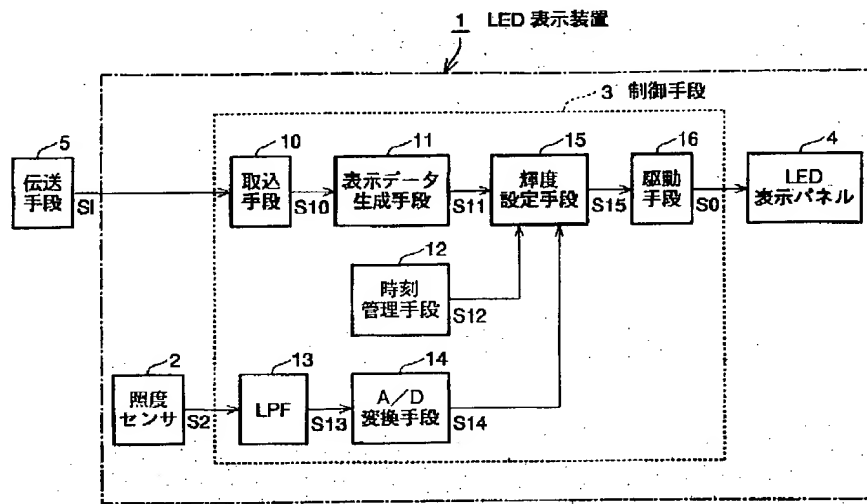 1 LED 表示装置
3 制御手段
5
伝送
手段
SI
10
取込
手段
S10
11
表示データ
生成手段
S11
15
輝度
設定手段
S15
16
駆動
手段
S0
4
LED
表示パネル
12
時刻
管理手段
S12
2
照度
センサ
S2
13
LPF
S13
14
A/D
変換手段
S14